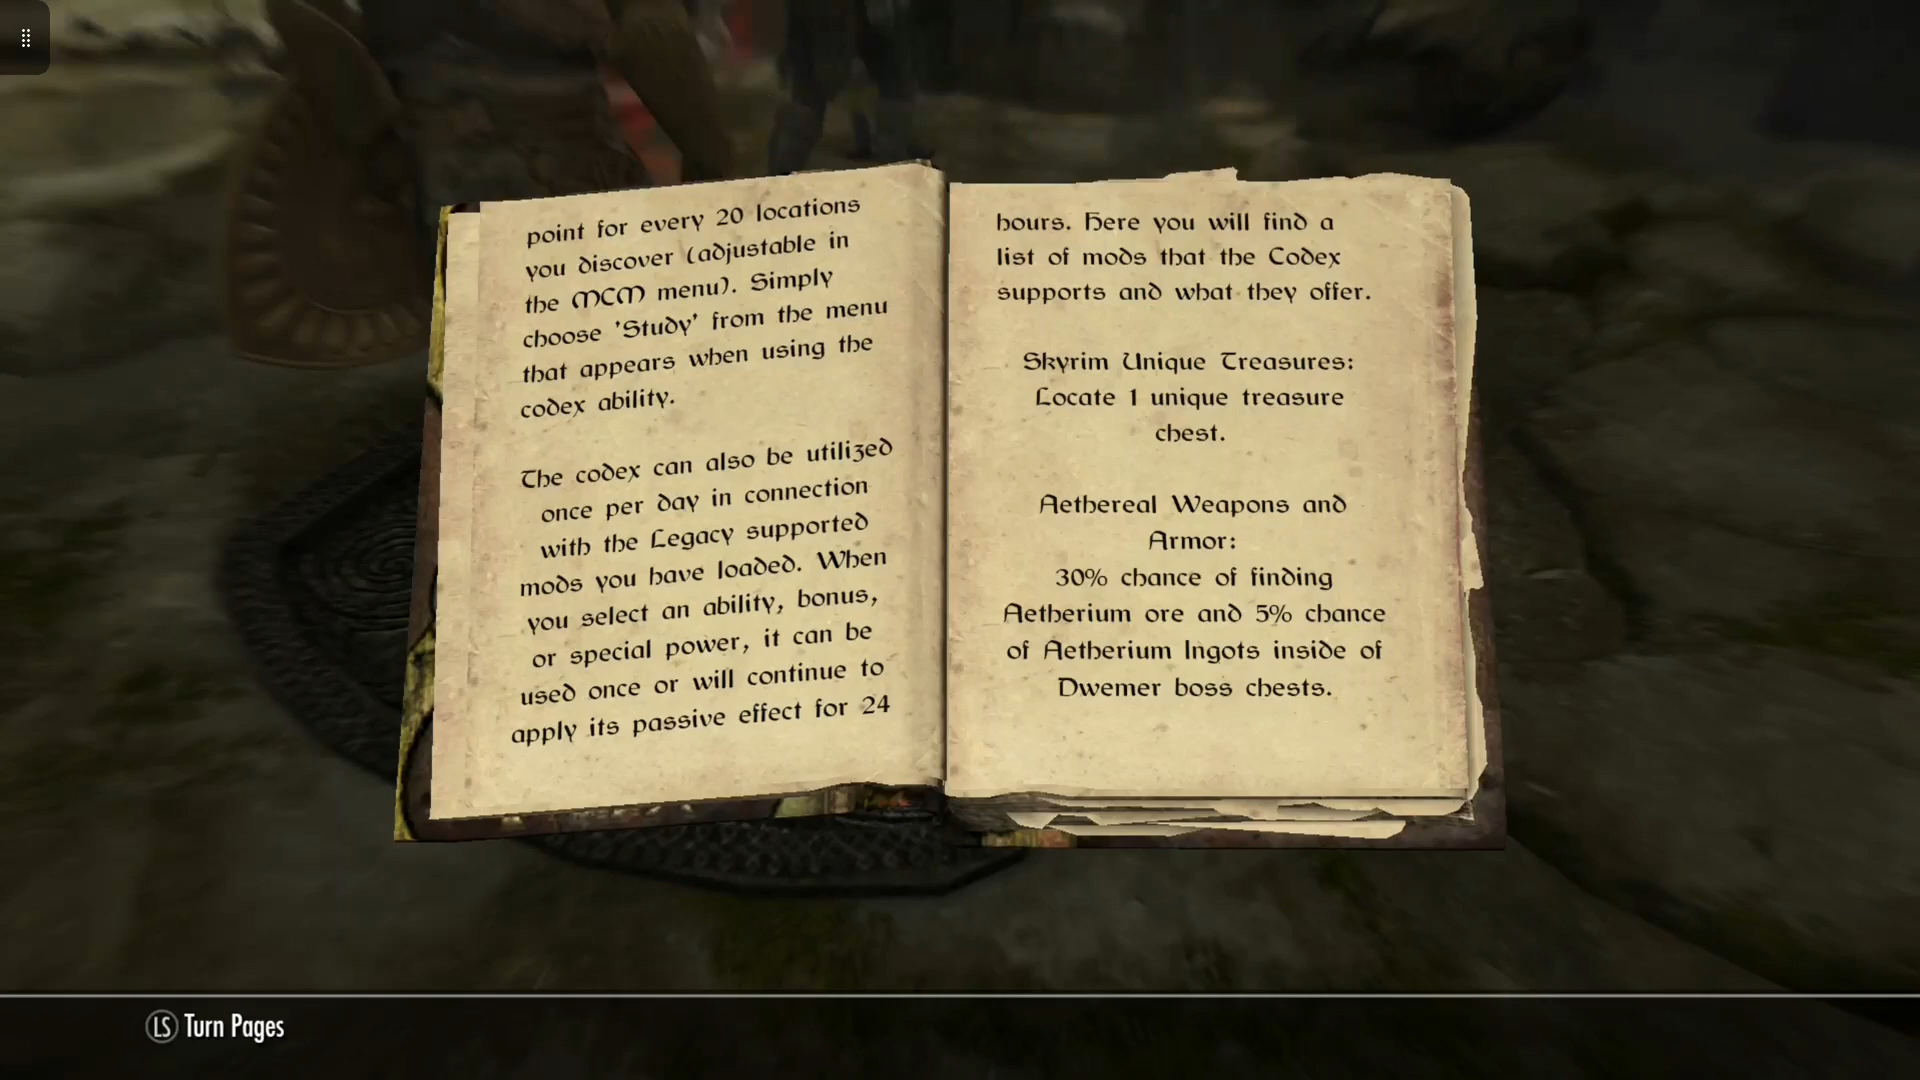 point for every 20 locations
you discover (adjustable in
the MCM menu). Simply
choose 'Study' from the menu
that appears when using the
codex ability.
The codex can also be utilized
once per day in connection
with the Legacy supported
mods you have loaded. When
you select an ability, bonus,
or special power, it can be
used once or will continue to
apply its passive effect for 24
hours. Here you will find a
list of mods that the Codex
supports and what they offer.
Skyrim Unique Treasures:
Locate 1 unique treasure
chest.
Aethereal Weapons and
Armor:
30% chance of finding
Aetherium ore and 5% chance
of Aetherium Ingots inside of
Dwemer boss chests.
LS Turn Pages